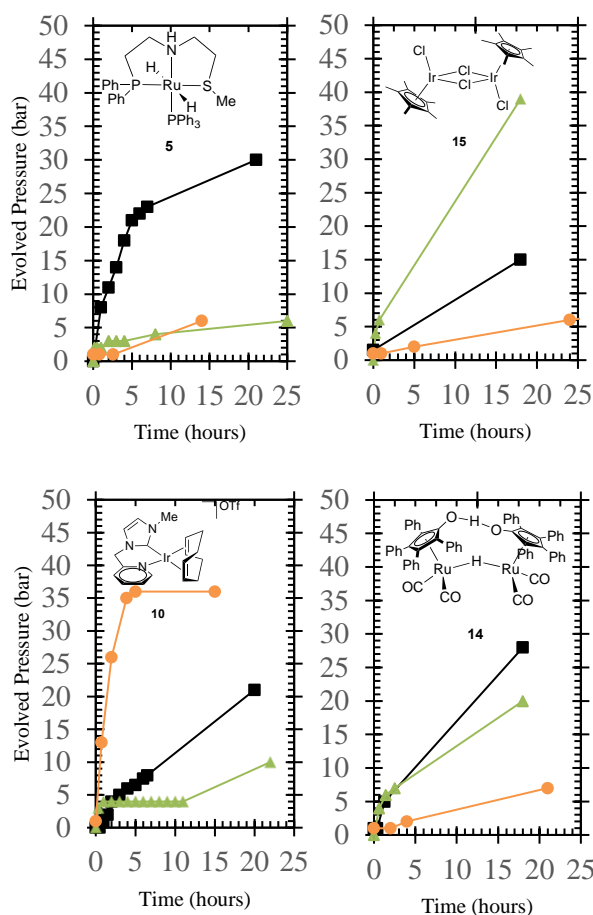 Evolved Pressure (bar)
50
45
40
35
30
25
20
15
10
5
0
H
N
H
Ph P Ru S
Ph H Me
PPh3
5
0 5 10 15 20 25
Time (hours)
50
45
40
35
30
25
20
15
10
5
0
Cl
Ir Cl Ir
Cl
Cl
15
0 5 10 15 20 25
Time (hours)
Evolved Pressure (bar)
50
45
40
35
30
25
20
15
10
5
0
OTf
N Me
N
N Ir
10
0 5 10 15 20 25
Time (hours)
50
45
40
35
30
25
20
15
10
5
0
Ph O H O Ph
Ph Ph Ph Ph
Ph Ph
Ru H Ru
OC CO
CO CO
14
0 5 10 15 20 25
Time (hours)